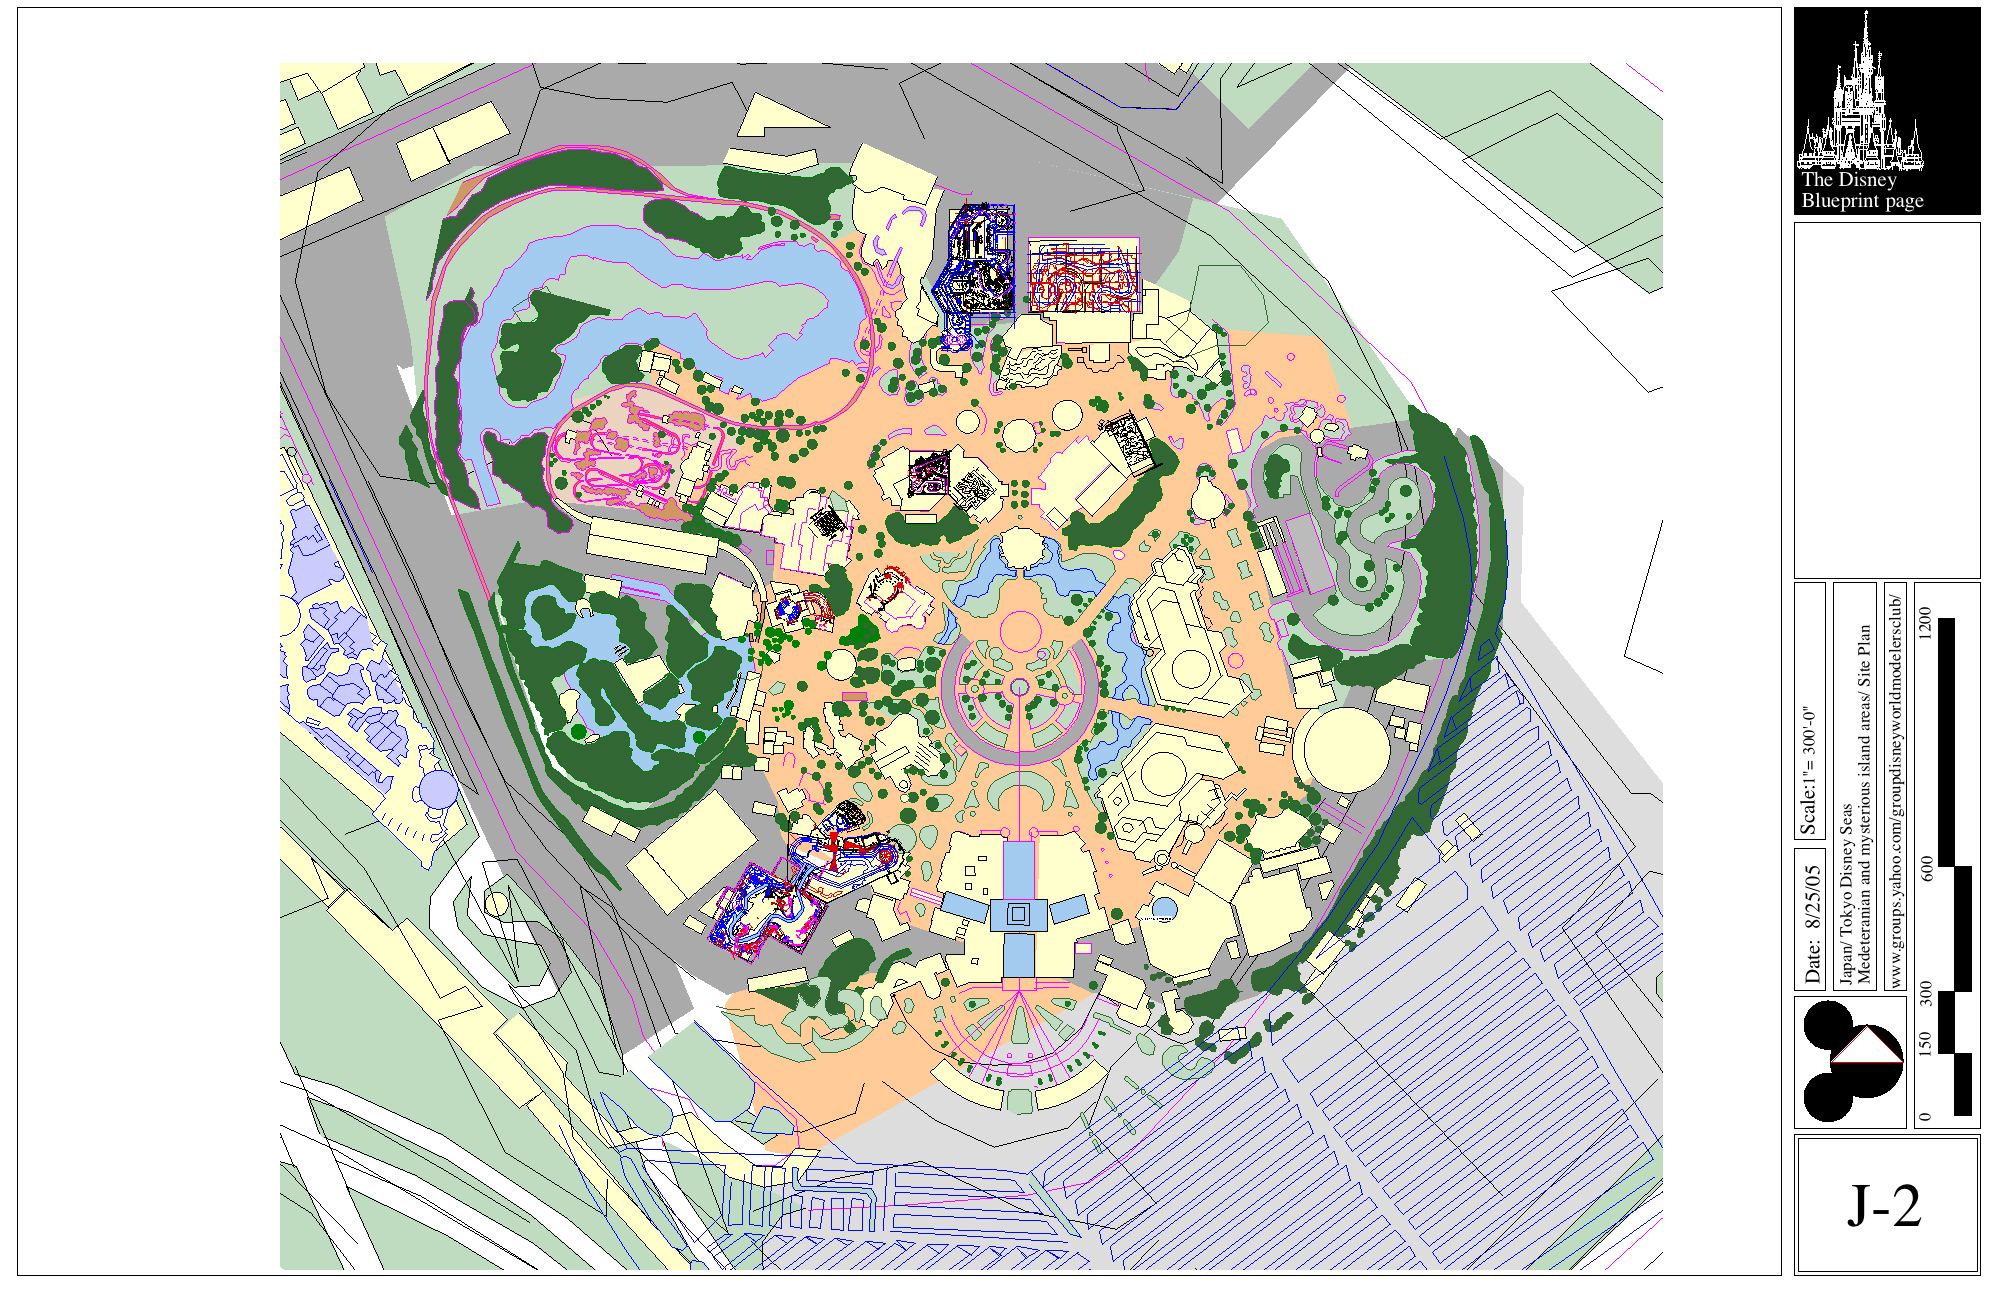 The Disney
Blueprint page
Scale:1"= 300'-0"
Date: 8/25/05
Japan/ Tokyo Disney Seas
Medeteranian and mysterious island areas/ Site Plan
www.groups.yahoo.com/groupdisneyworldmodelersclub/
1200
600
300
150
0
J-2